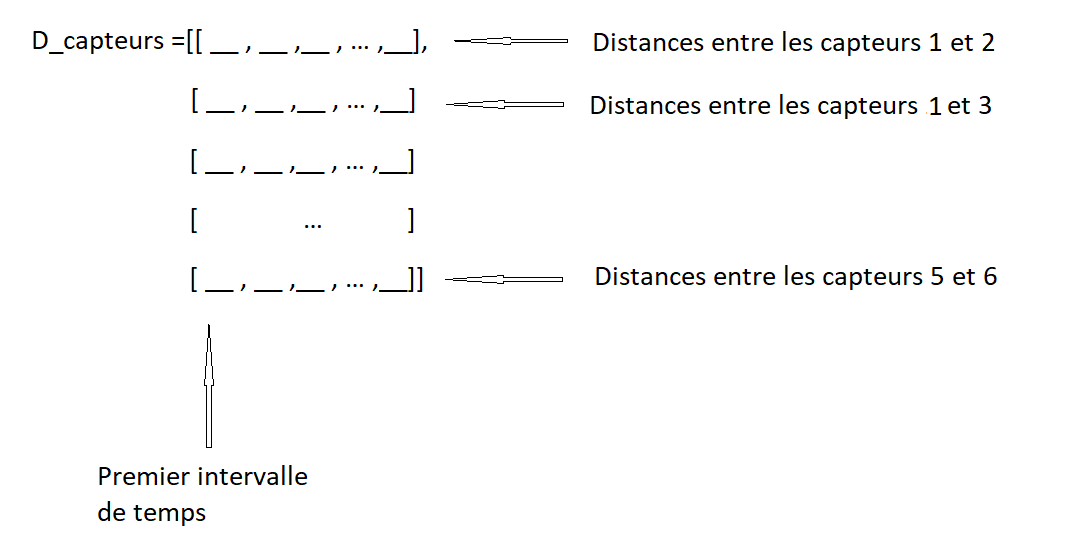 D_capteurs =[[ __ , __ ,__ , ... ,__], Distances entre les capteurs 1 et 2
[ __ , __ ,__ , ... ,__] Distances entre les capteurs 1 et 3
[ __ , __ ,__ , ... ,__]
[ ... ]
[ __ , __ ,__ , ... ,__]] Distances entre les capteurs 5 et 6
Premier intervalle
de temps